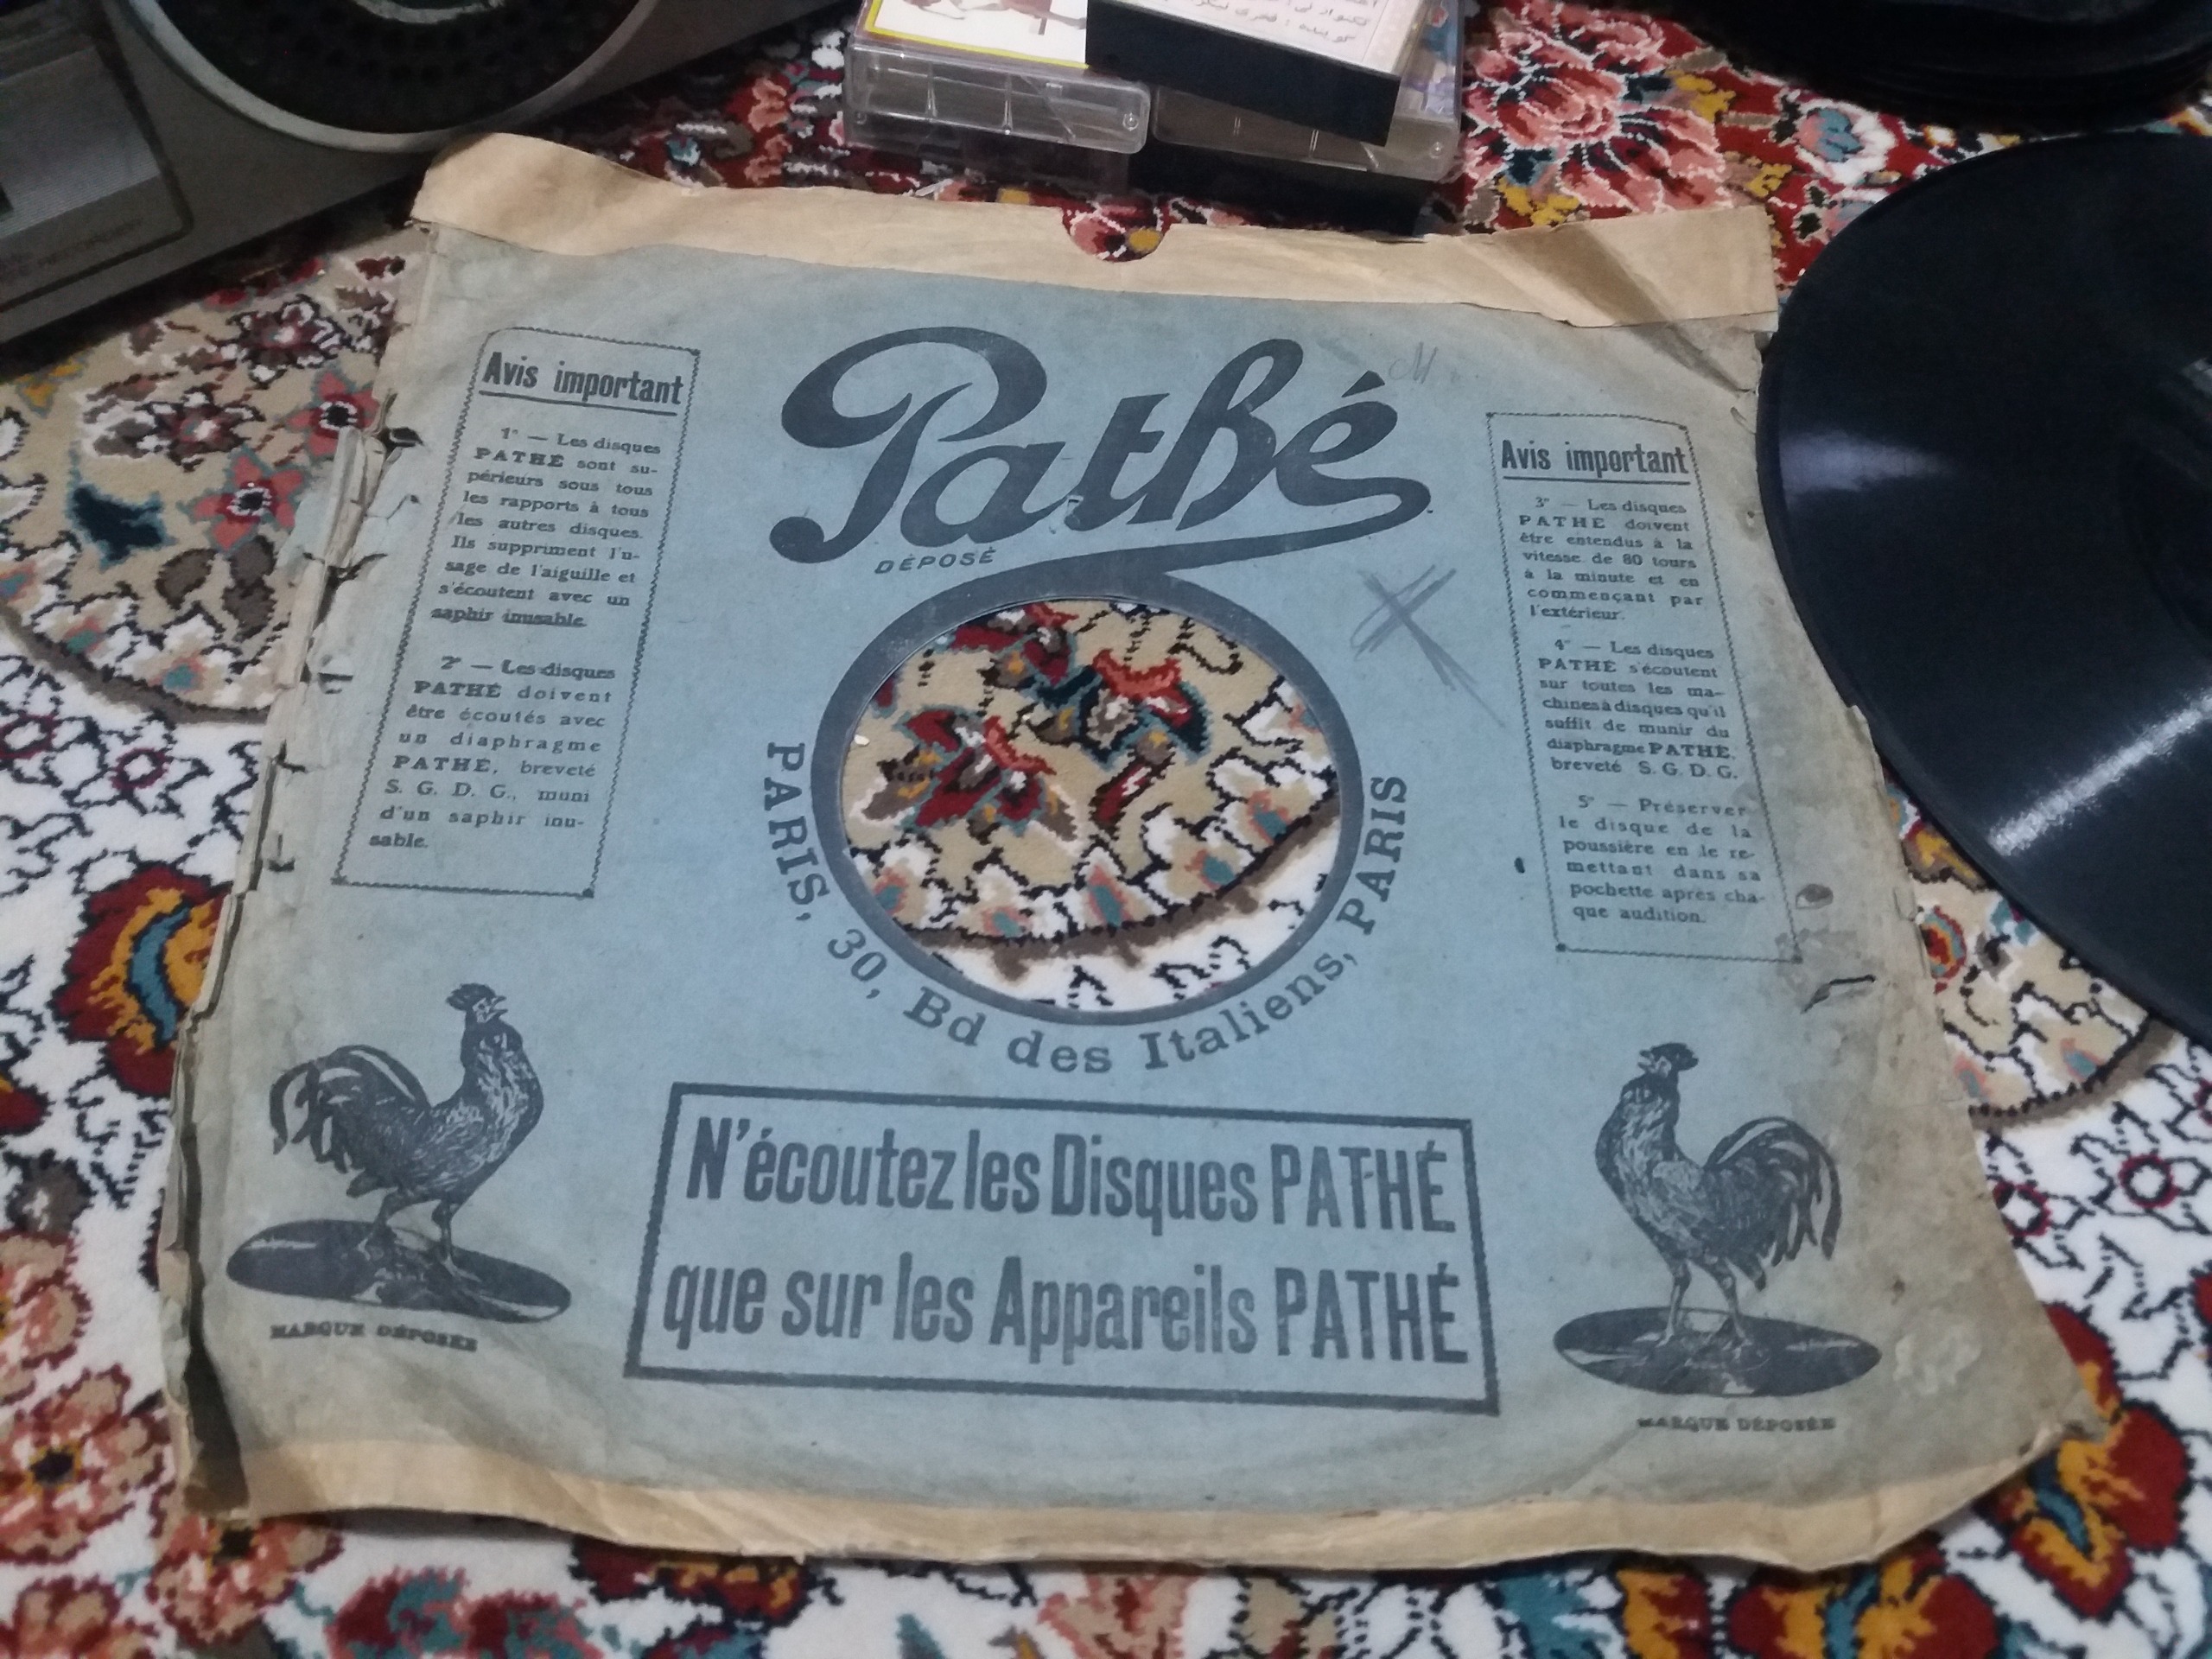 Pathé
DÉPOSÉ
Avis important
1° — Les disques
PATHÉ sont su-
périeurs sous tous
les rapports à tous
les autres disques.
Ils suppriment l'u-
sage de l'aiguille et
s'écoutent avec un
saphir inusable.
2° — Les disques
PATHÉ doivent
être écoutés avec
un diaphragme
PATHÉ, breveté
S. G. D. G., muni
d'un saphir inu-
sable.
Avis important
3° — Les disques
PATHÉ doivent
être entendus à la
vitesse de 80 tours
à la minute et en
commençant par
l'extérieur.
4° — Les disques
PATHÉ s'écoutent
sur toutes les ma-
chines à disques qu'il
suffit de munir du
diaphragme PATHÉ,
breveté S. G. D. G.
5° — Préserver
le disque de la
poussière en le re-
mettant dans sa
pochette après cha-
que audition.
PARIS, 30, Bd des Italiens, PARIS
N'écoutez les Disques PATHÉ
que sur les Appareils PATHÉ
MARQUE DÉPOSÉE
MARQUE DÉPOSÉE